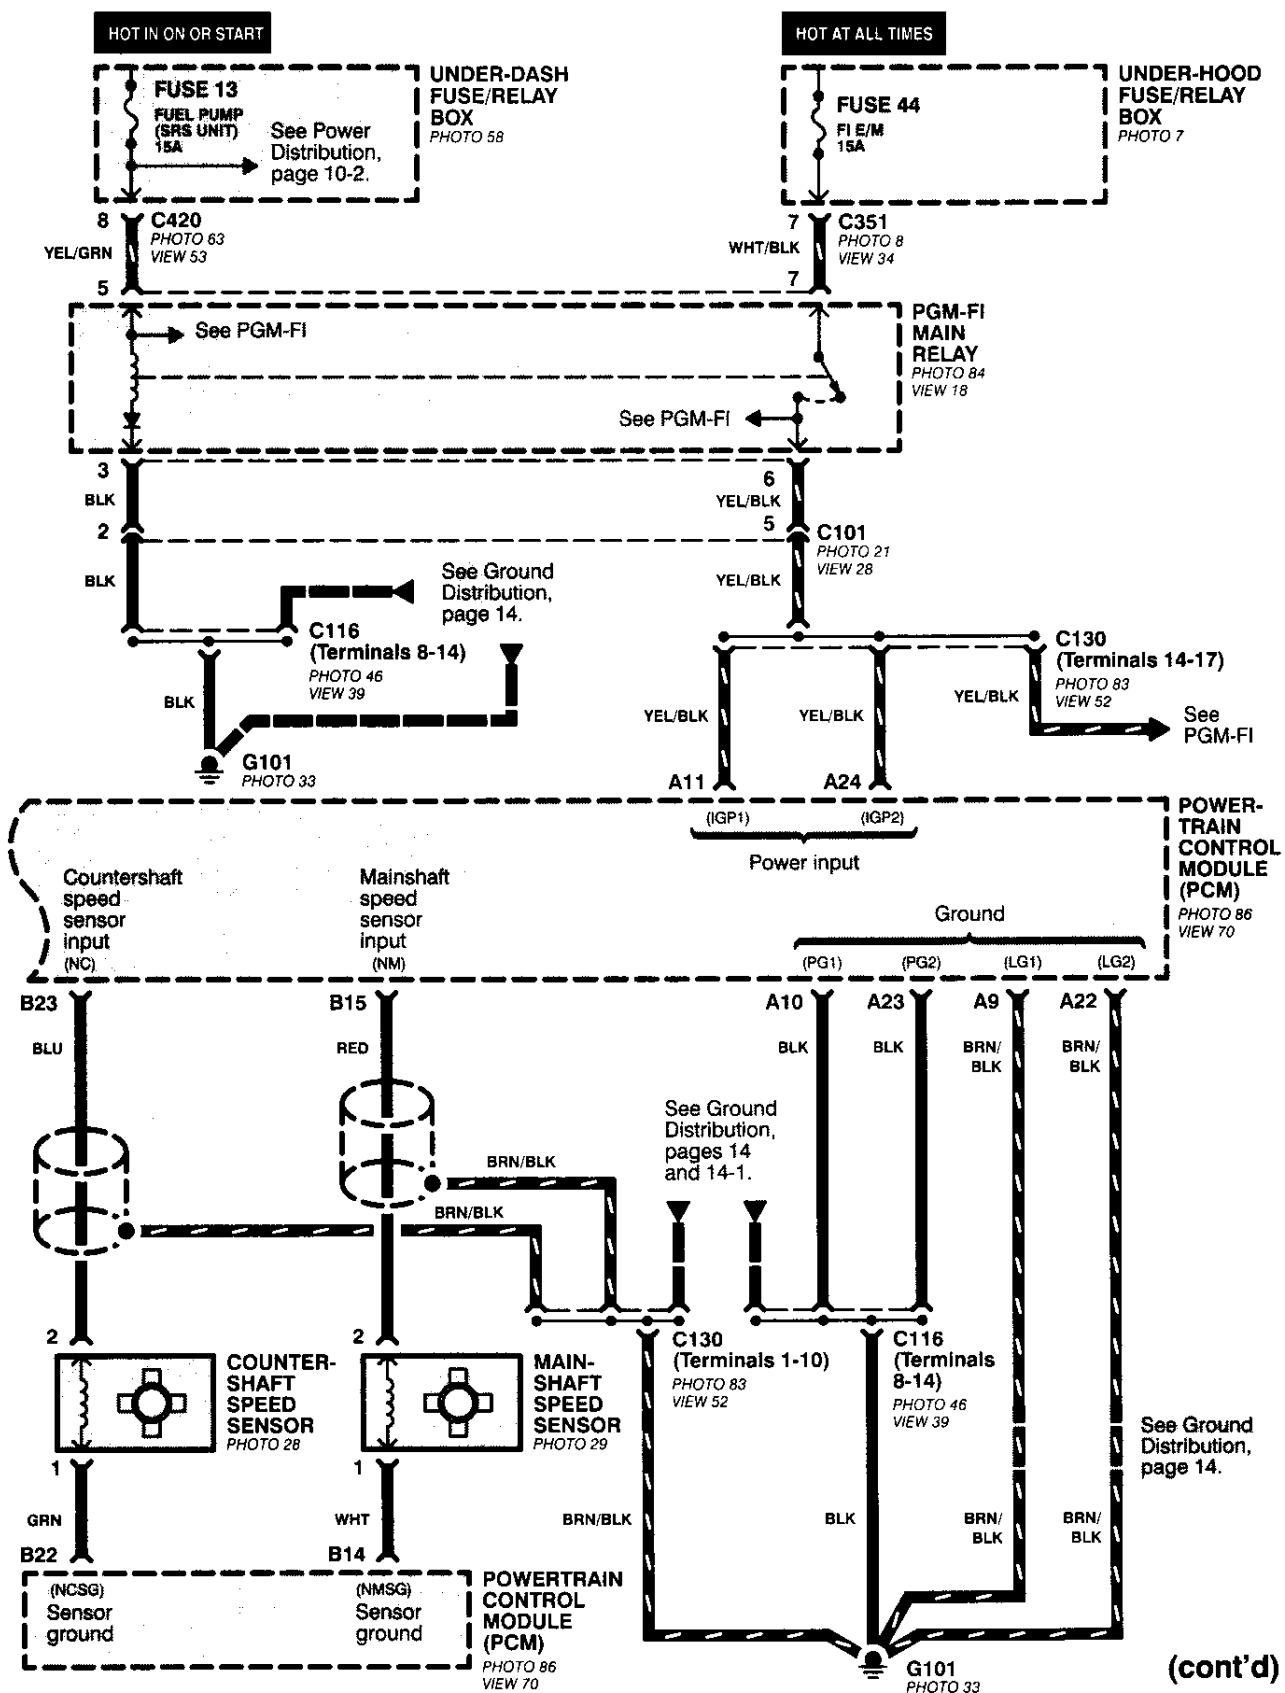 HOT IN ON OR START
HOT AT ALL TIMES
FUSE 13
FUEL PUMP
(SRS UNIT)
15A
See Power
Distribution,
page 10-2.
UNDER-DASH
FUSE/RELAY
BOX
PHOTO 58
FUSE 44
FI E/M
15A
UNDER-HOOD
FUSE/RELAY
BOX
PHOTO 7
8
C420
PHOTO 63
VIEW 53
YEL/GRN
5
7
C351
PHOTO 8
VIEW 34
WHT/BLK
7
See PGM-FI
See PGM-FI
PGM-FI
MAIN
RELAY
PHOTO 84
VIEW 18
3
BLK
2
BLK
6
YEL/BLK
5
C101
PHOTO 21
VIEW 28
YEL/BLK
See Ground
Distribution,
page 14.
C116
(Terminals 8-14)
PHOTO 46
VIEW 39
BLK
G101
PHOTO 33
C130
(Terminals 14-17)
PHOTO 83
VIEW 52
YEL/BLK
YEL/BLK
YEL/BLK
See
PGM-FI
A11
A24
(IGP1)
(IGP2)
Power input
POWER-
TRAIN
CONTROL
MODULE
(PCM)
PHOTO 86
VIEW 70
Countershaft
speed
sensor
input
(NC)
Mainshaft
speed
sensor
input
(NM)
Ground
(PG1)
(PG2)
(LG1)
(LG2)
B23
B15
A10
A23
A9
A22
BLU
RED
BLK
BLK
BRN/
BLK
BRN/
BLK
See Ground
Distribution,
pages 14
and 14-1.
BRN/BLK
BRN/BLK
2
2
COUNTER-
SHAFT
SPEED
SENSOR
PHOTO 28
MAIN-
SHAFT
SPEED
SENSOR
PHOTO 29
C130
(Terminals 1-10)
PHOTO 83
VIEW 52
C116
(Terminals
8-14)
PHOTO 46
VIEW 39
See Ground
Distribution,
page 14.
1
1
GRN
WHT
BRN/BLK
BLK
BRN/
BLK
BRN/
BLK
B22
B14
(NCSG)
Sensor
ground
(NMSG)
Sensor
ground
POWERTRAIN
CONTROL
MODULE
(PCM)
PHOTO 86
VIEW 70
G101
PHOTO 33
(cont'd)